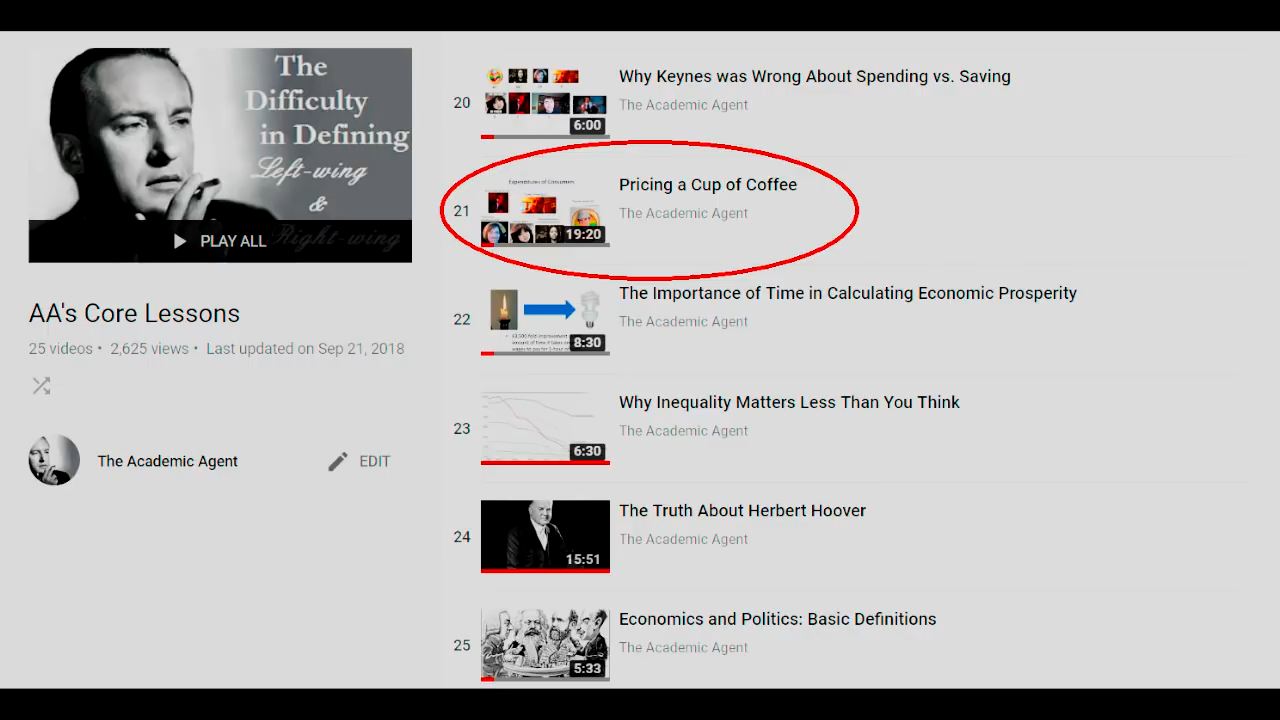 The
Difficulty
in Defining
Left-wing
&
Right-wing
PLAY ALL
AA's Core Lessons
25 videos • 2,625 views • Last updated on Sep 21, 2018
The Academic Agent
EDIT
20
6:00
Why Keynes was Wrong About Spending vs. Saving
The Academic Agent
21
Expenditures of Consumers
19:20
Pricing a Cup of Coffee
The Academic Agent
22
8:30
The Importance of Time in Calculating Economic Prosperity
The Academic Agent
23
6:30
Why Inequality Matters Less Than You Think
The Academic Agent
24
15:51
The Truth About Herbert Hoover
The Academic Agent
25
5:33
Economics and Politics: Basic Definitions
The Academic Agent